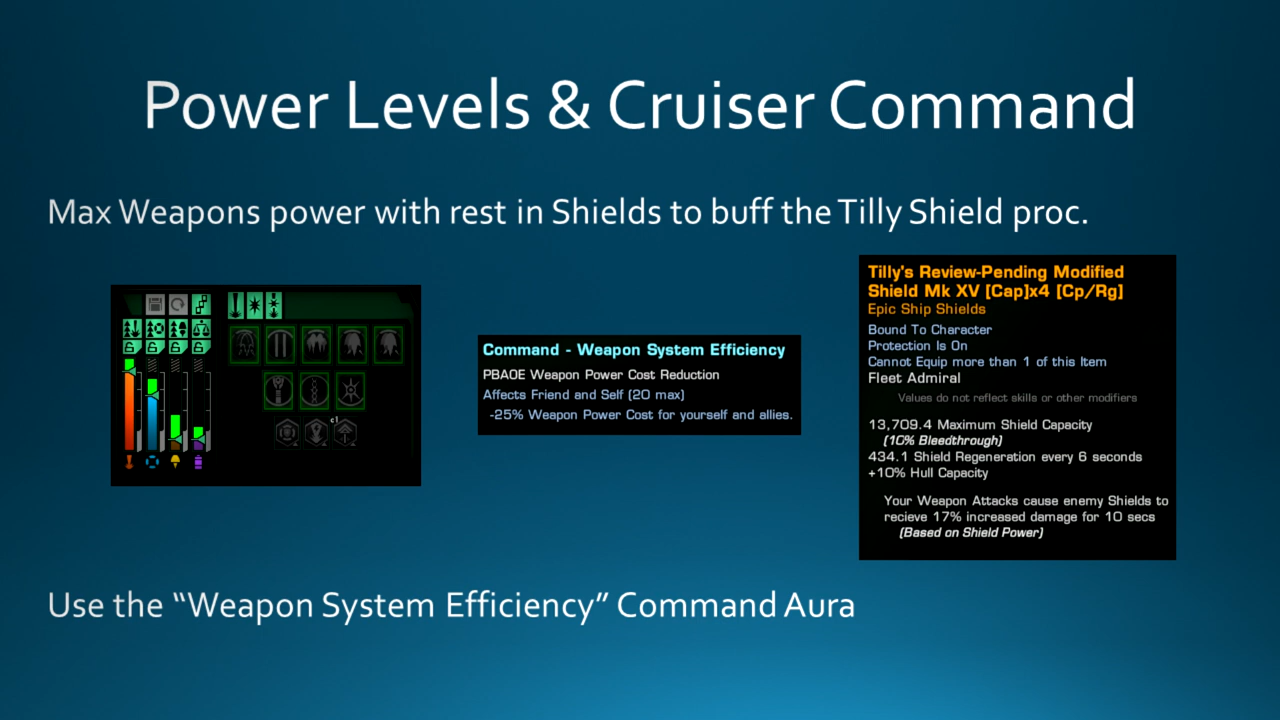 Power Levels & Cruiser Command
Max Weapons power with rest in Shields to buff the Tilly Shield proc.
c1
Command - Weapon System Efficiency
PBAOE Weapon Power Cost Reduction
Affects Friend and Self (20 max)
-25% Weapon Power Cost for yourself and allies.
Tilly's Review-Pending Modified
Shield Mk XV [Cap]x4 [Cp/Rg]
Epic Ship Shields
Bound To Character
Protection Is On
Cannot Equip more than 1 of this Item
Fleet Admiral
Values do not reflect skills or other modifiers
13,709.4 Maximum Shield Capacity
(10% Bleedthrough)
434.1 Shield Regeneration every 6 seconds
+10% Hull Capacity
Your Weapon Attacks cause enemy Shields to
recieve 17% increased damage for 10 secs
(Based on Shield Power)
Use the “Weapon System Efficiency” Command Aura